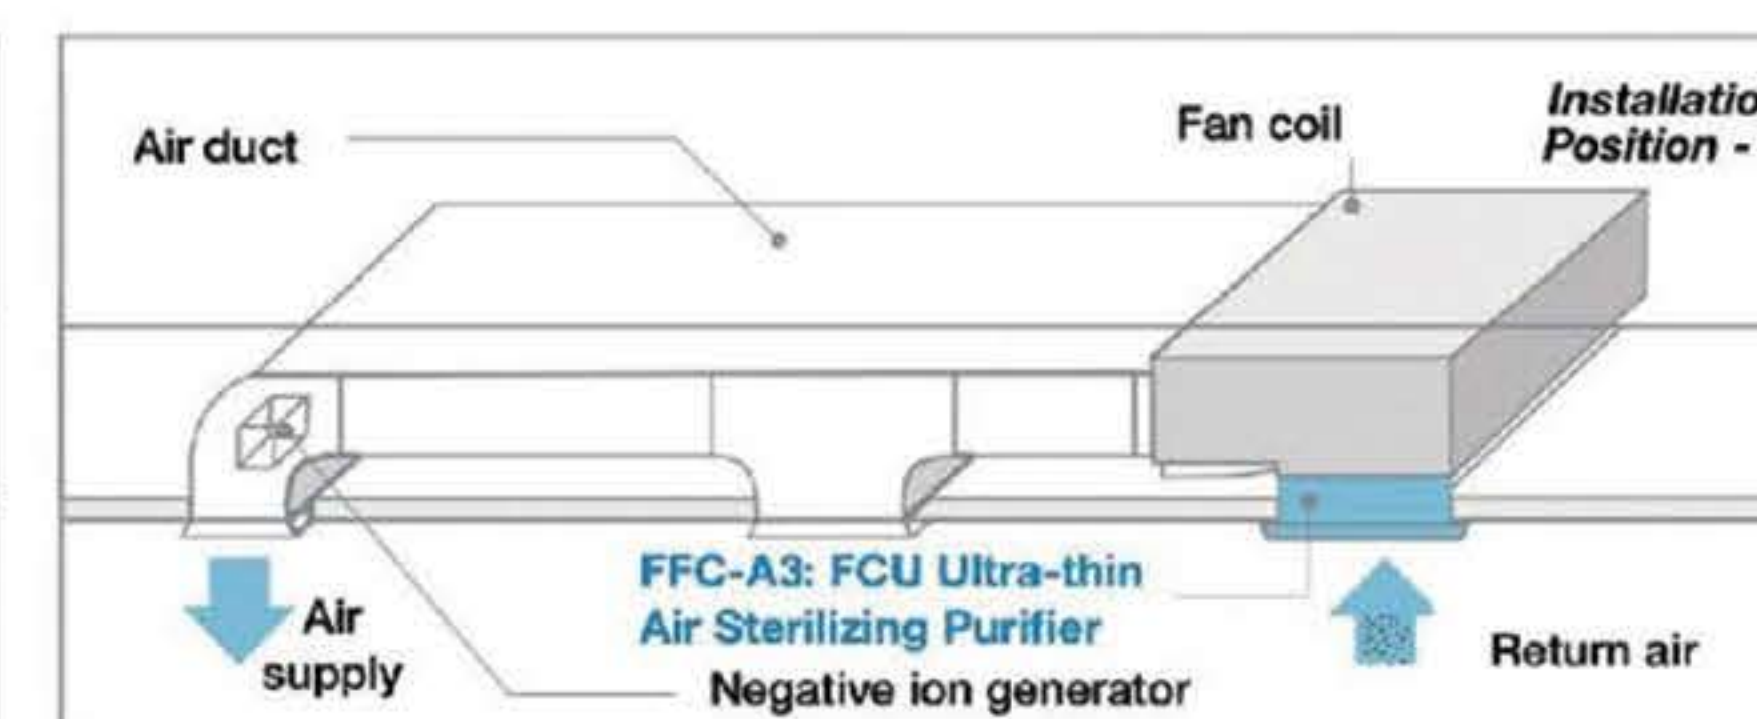 Air duct
Fan coil
Installatio
Position -
FFC-A3: FCU Ultra-thin
Air Sterilizing Purifier
Air
supply
Return air
Negative ion generator